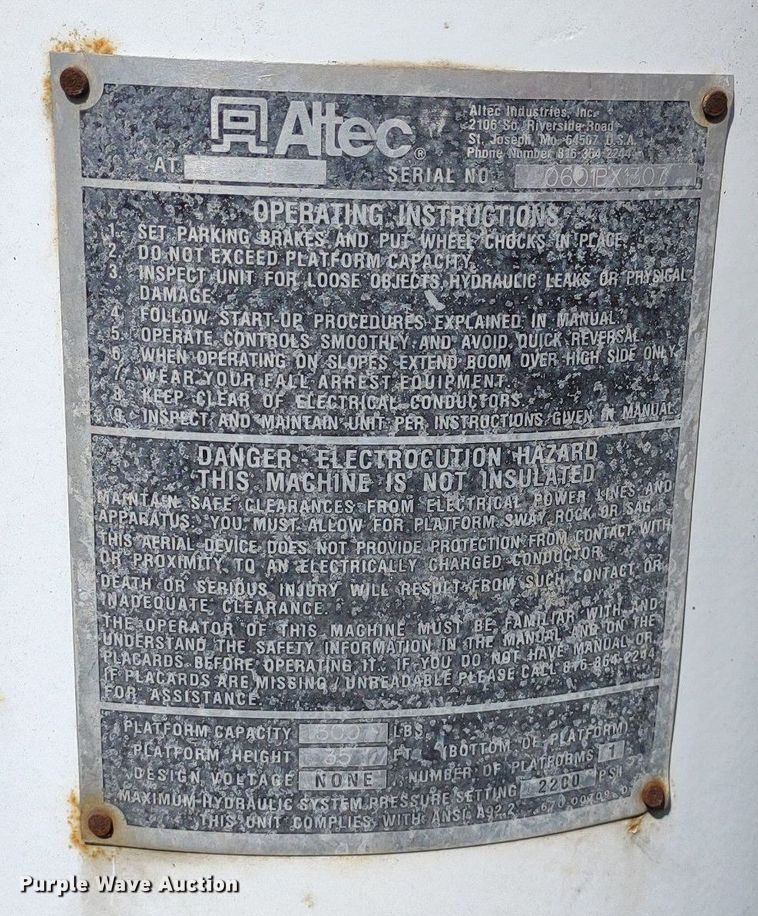 Altec®
Altec Industries, Inc.
2106 So. Riverside Road
St. Joseph, Mo. 64507 U.S.A.
Phone Number 816-364-2244
AT
SERIAL NO. 0601PX1307
OPERATING INSTRUCTIONS
1. SET PARKING BRAKES AND PUT WHEEL CHOCKS IN PLACE.
2. DO NOT EXCEED PLATFORM CAPACITY.
3. INSPECT UNIT FOR LOOSE OBJECTS HYDRAULIC LEAKS OR PHYSICAL
DAMAGE.
4. FOLLOW START-UP PROCEDURES EXPLAINED IN MANUAL.
5. OPERATE CONTROLS SMOOTHLY AND AVOID QUICK REVERSAL.
6. WHEN OPERATING ON SLOPES EXTEND BOOM OVER HIGH SIDE ONLY.
7. WEAR YOUR FALL ARREST EQUIPMENT.
8. KEEP CLEAR OF ELECTRICAL CONDUCTORS.
9. INSPECT AND MAINTAIN UNIT PER INSTRUCTIONS GIVEN IN MANUAL.
DANGER - ELECTROCUTION HAZARD
THIS MACHINE IS NOT INSULATED
MAINTAIN SAFE CLEARANCES FROM ELECTRICAL POWER LINES AND
APPARATUS. YOU MUST ALLOW FOR PLATFORM SWAY, ROCK OR SAG.
THIS AERIAL DEVICE DOES NOT PROVIDE PROTECTION FROM CONTACT WITH
OR PROXIMITY TO AN ELECTRICALLY CHARGED CONDUCTOR.
DEATH OR SERIOUS INJURY WILL RESULT FROM SUCH CONTACT OR
INADEQUATE CLEARANCE.
THE OPERATOR OF THIS MACHINE MUST BE FAMILIAR WITH AND
UNDERSTAND THE SAFETY INFORMATION IN THE MANUAL AND ON THE
PLACARDS BEFORE OPERATING IT. IF YOU DO NOT HAVE MANUAL OR
IF PLACARDS ARE MISSING / UNREADABLE PLEASE CALL 816-364-2244
FOR ASSISTANCE.
PLATFORM CAPACITY LBS.
PLATFORM HEIGHT FT. (BOTTOM OF PLATFORM)
DESIGN VOLTAGE NONE NUMBER OF PLATFORMS 1
MAXIMUM HYDRAULIC SYSTEM PRESSURE SETTING 2200 PSI
THIS UNIT COMPLIES WITH ANSI A92.2
Purple Wave Auction